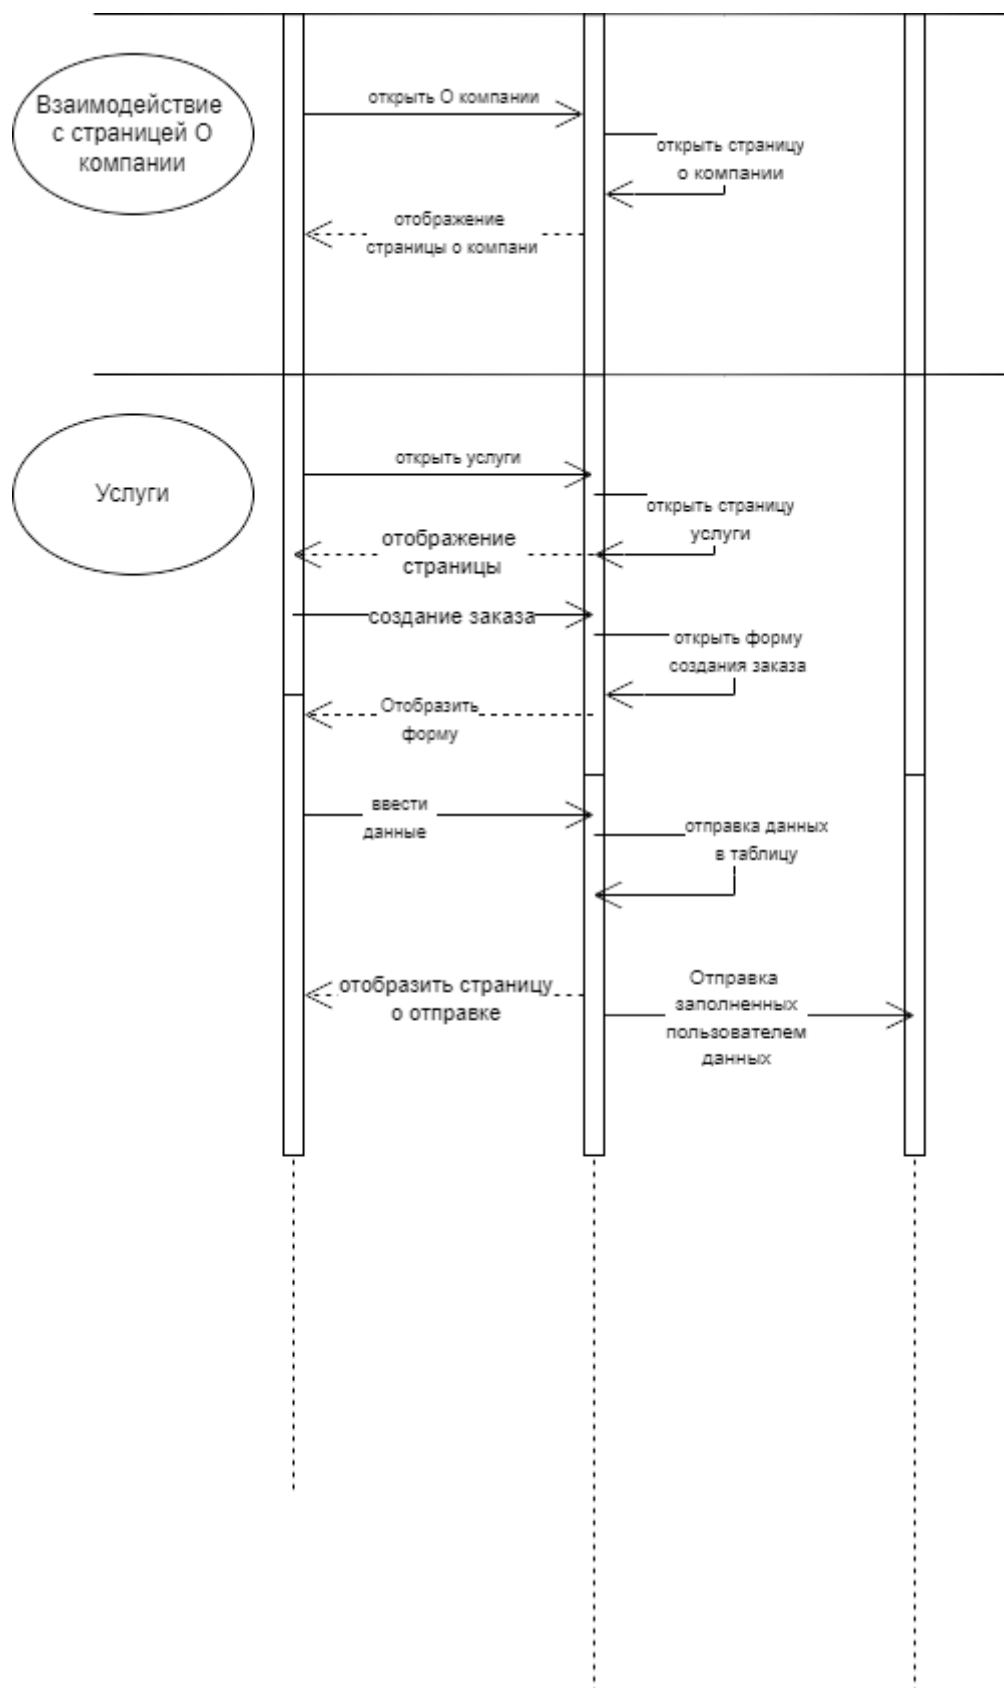 Взаимодействие
с страницей О
компании
открыть О компании
открыть страницу
о компании
отображение
страницы о компани
Услуги
открыть услуги
открыть страницу
услуги
отображение
страницы
создание заказа
открыть форму
создания заказа
Отобразить
форму
ввести
данные
отправка данных
в таблицу
отобразить страницу
о отправке
Отправка
заполненных
пользователем
данных